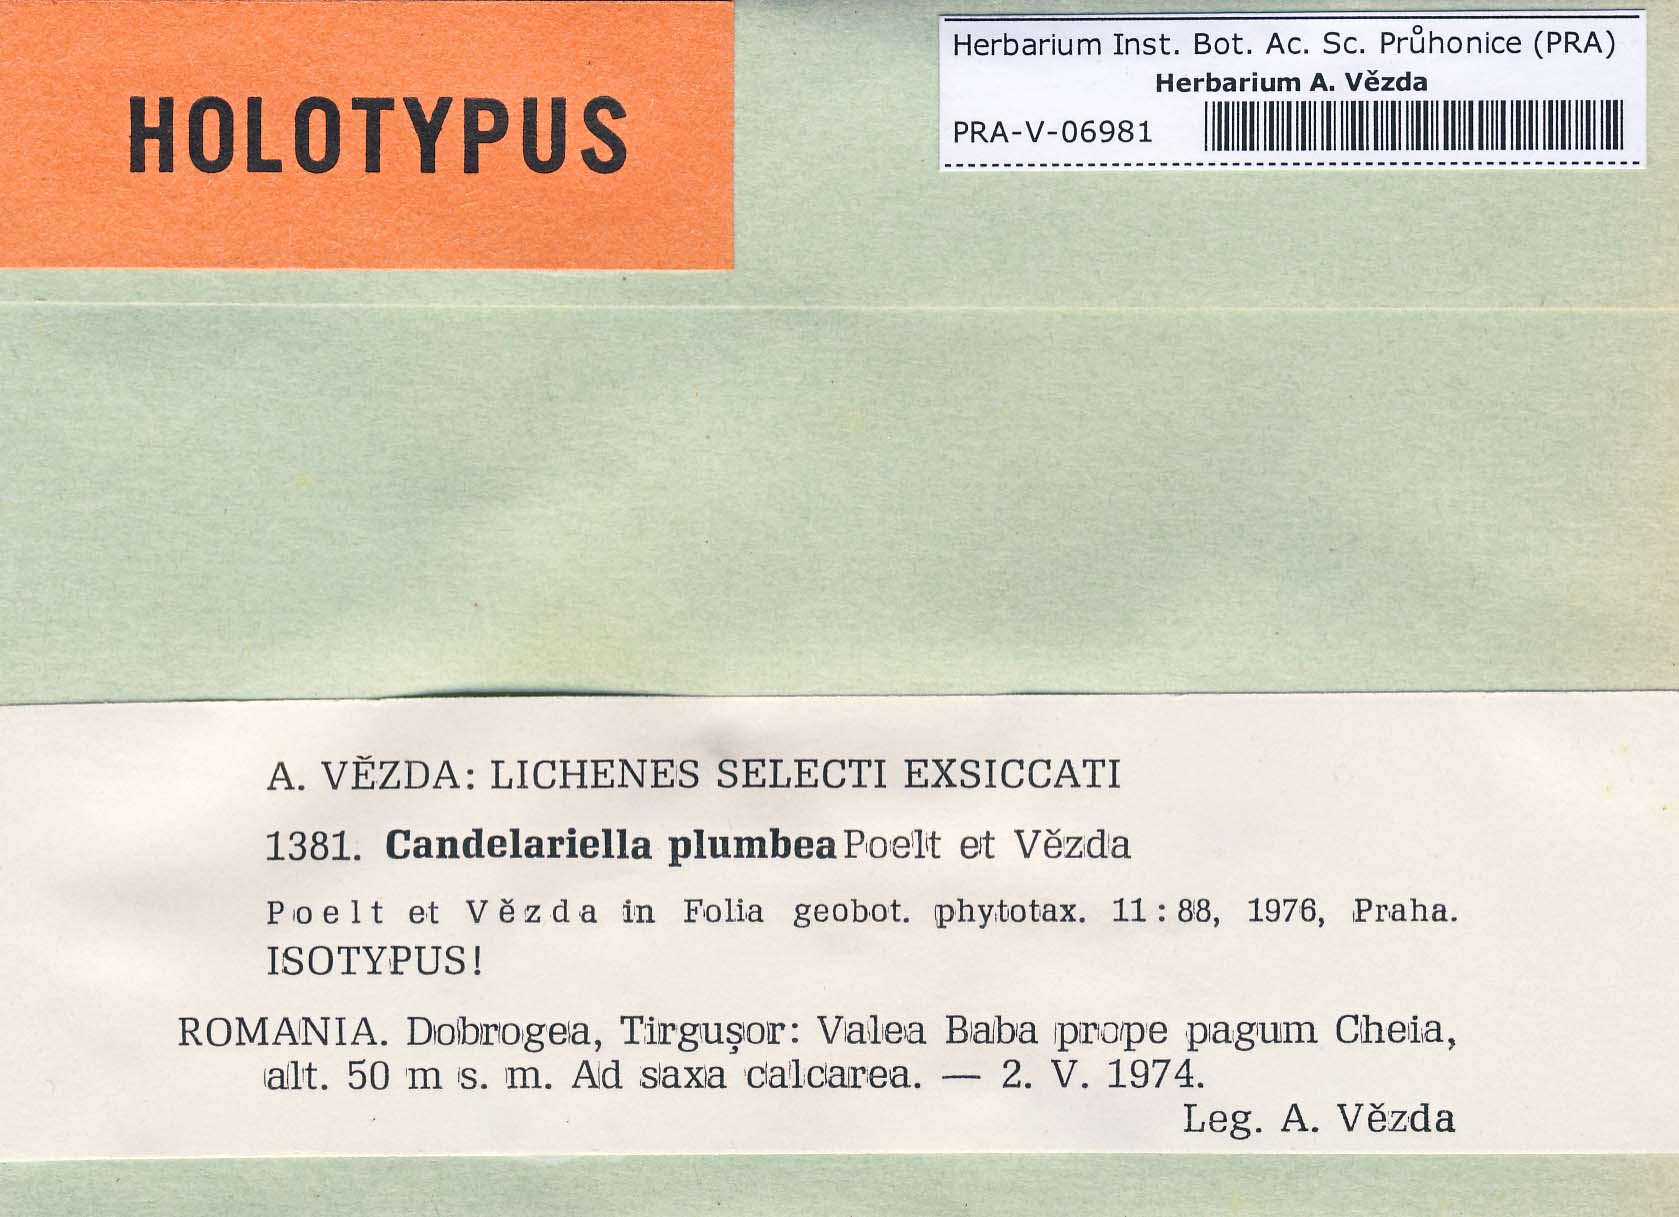 HOLOTYPUS
Herbarium Inst. Bot. Ac. Sc. Průhonice (PRA)
Herbarium A. Vězda
PRA-V-06981
A. VĚZDA: LICHENES SELECTI EXSICCATI
1381. Candelariella plumbea Poelt et Vězda
Poelt et Vězda in Folia geobot. phytotax. 11 : 88, 1976, Praha.
ISOTYPUS!
ROMANIA. Dobrogea, Tirgușor: Valea Baba prope pagum Cheia,
alt. 50 m s. m. Ad saxa calcarea. — 2. V. 1974.
Leg. A. Vězda